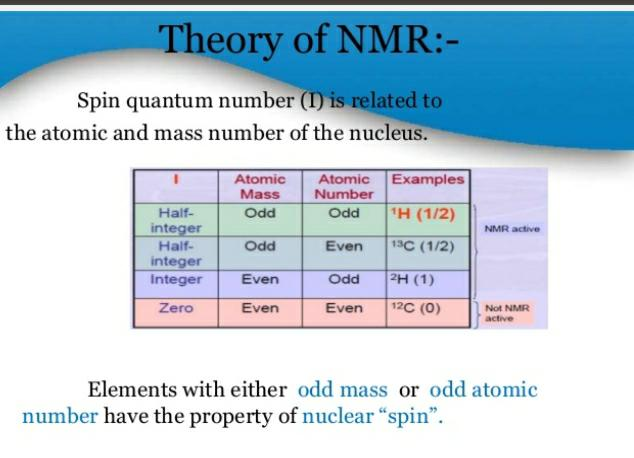 Theory of NMR:-
Spin quantum number (I) is related to
the atomic and mass number of the nucleus.
I Atomic Mass Atomic Number Examples
Half-integer Odd Odd ¹H (1/2)
Half-integer Odd Even ¹³C (1/2)
Integer Even Odd ²H (1)
NMR active
Zero Even Even ¹²C (0)
Not NMR active
Elements with either odd mass or odd atomic
number have the property of nuclear “spin”.